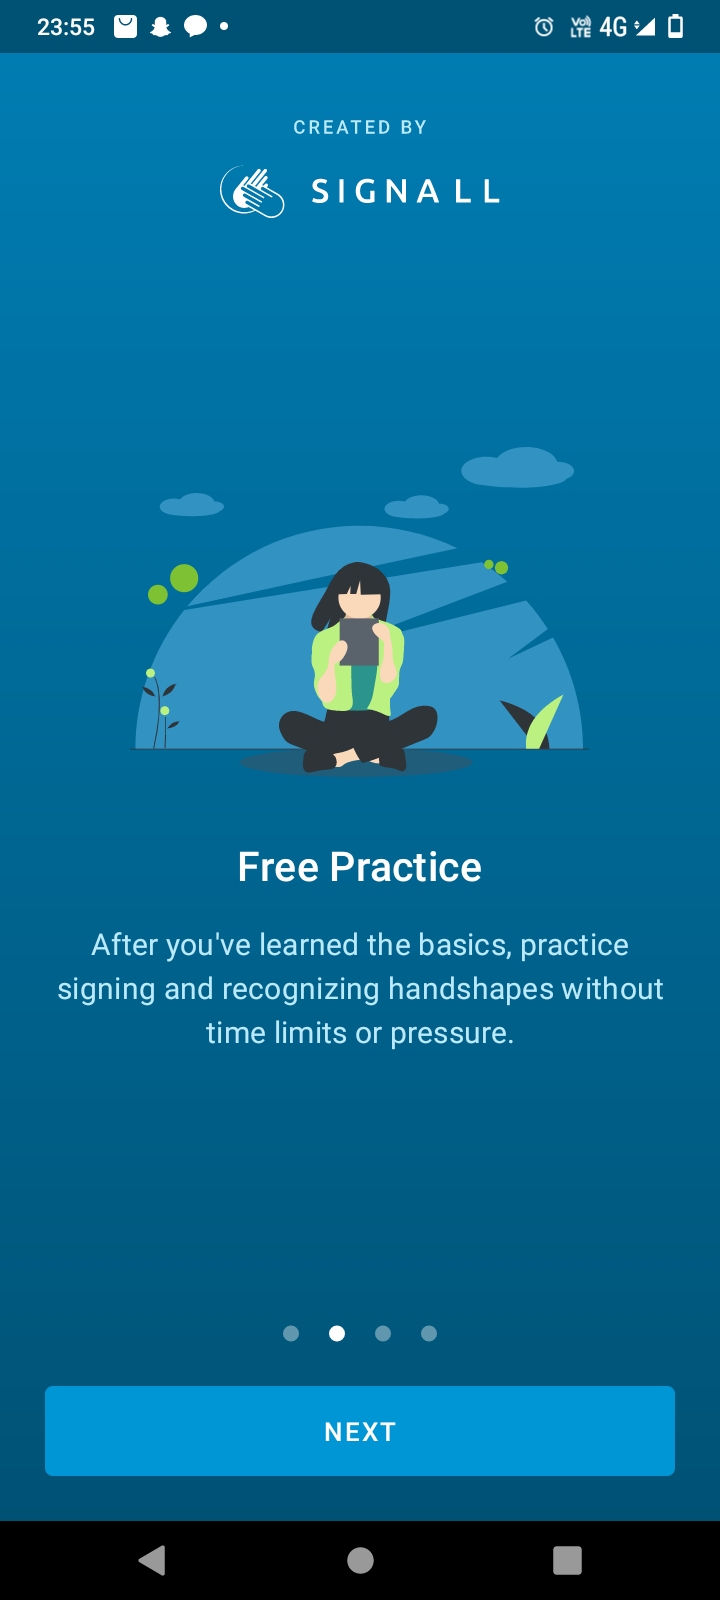 23:55
Vo) LTE 4G
CREATED BY
SIGNALL
Free Practice
After you've learned the basics, practice
signing and recognizing handshapes without
time limits or pressure.
NEXT